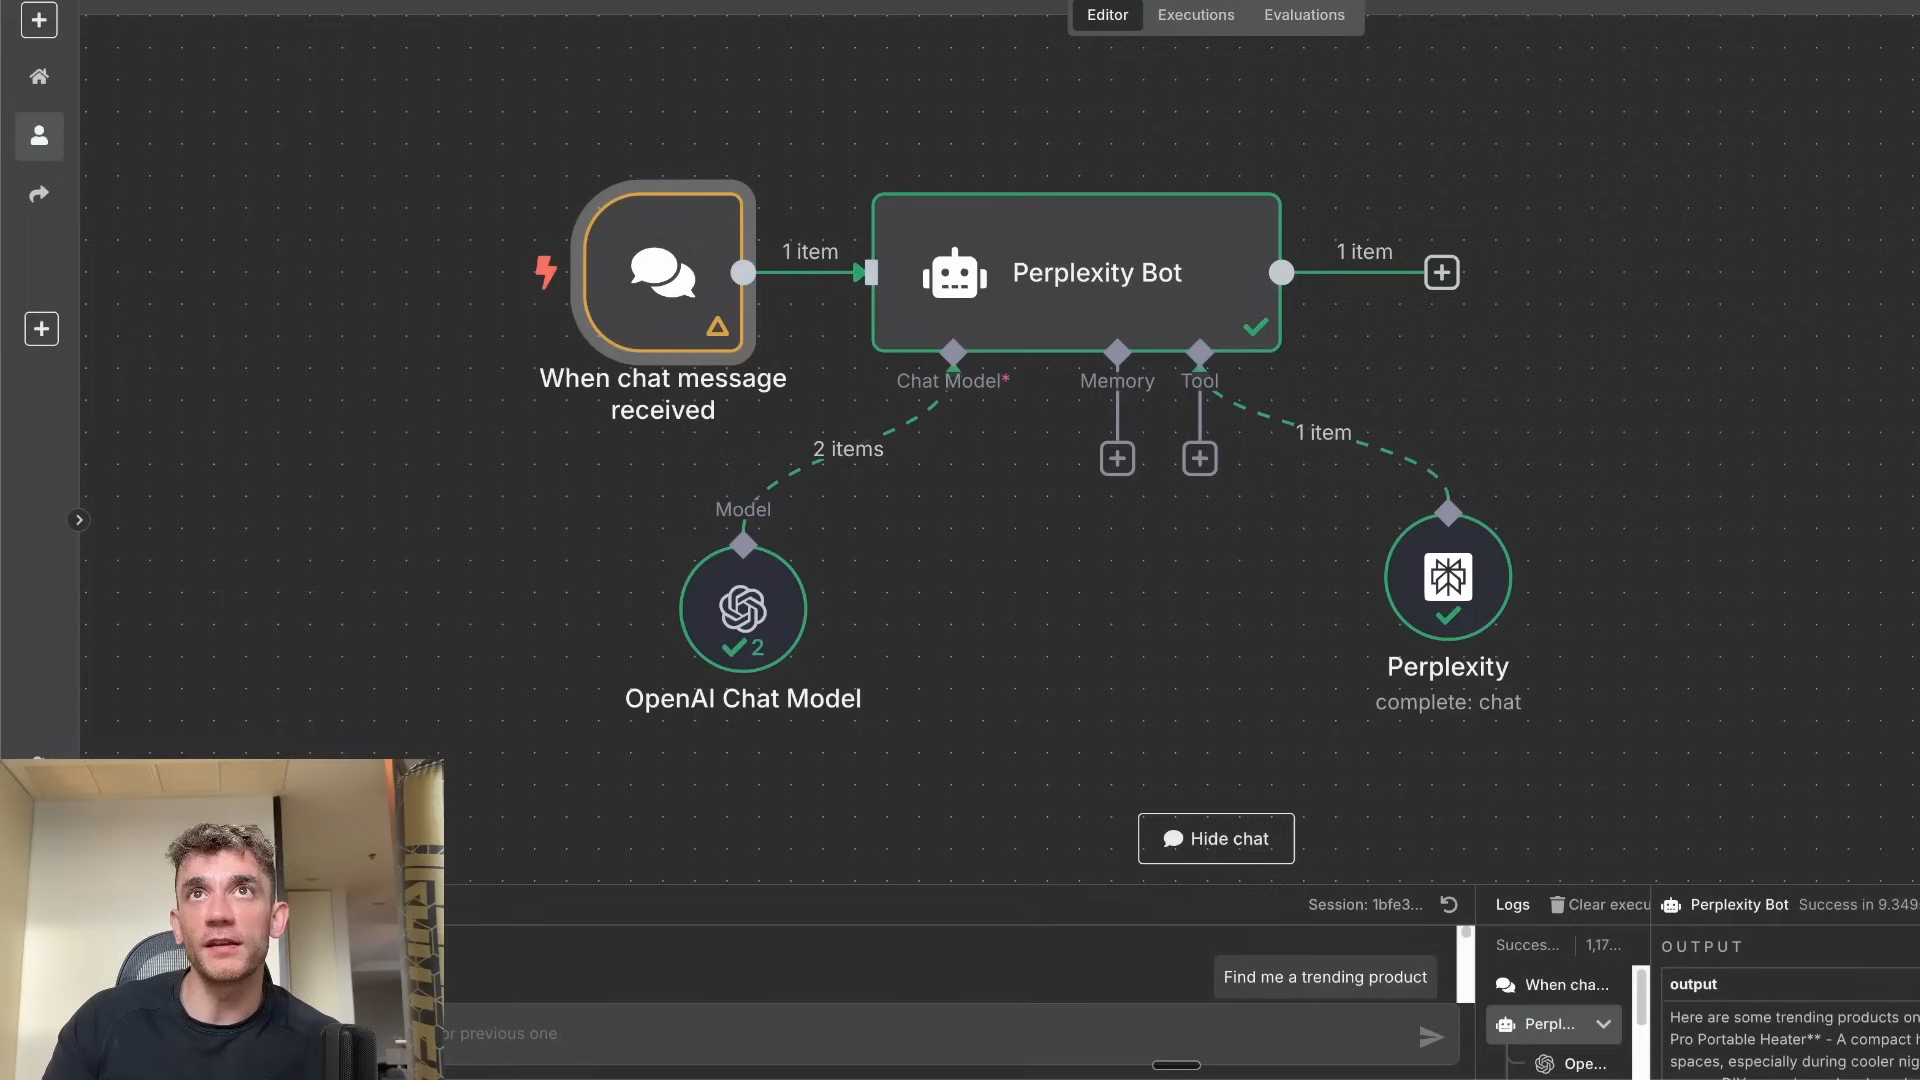 Editor
Executions
Evaluations
1 item
Perplexity Bot
1 item
When chat message
received
Chat Model*
Memory
Tool
2 items
1 item
Model
2
OpenAI Chat Model
Perplexity
complete: chat
Hide chat
Session: 1bfe3...
Logs
Clear execu
Perplexity Bot
Success in 9.349
Succes...
1,17...
OUTPUT
Find me a trending product
When cha...
output
Perpl...
Here are some trending products on
Pro Portable Heater** - A compact h
spaces, especially during cooler nig
Ope...
or previous one